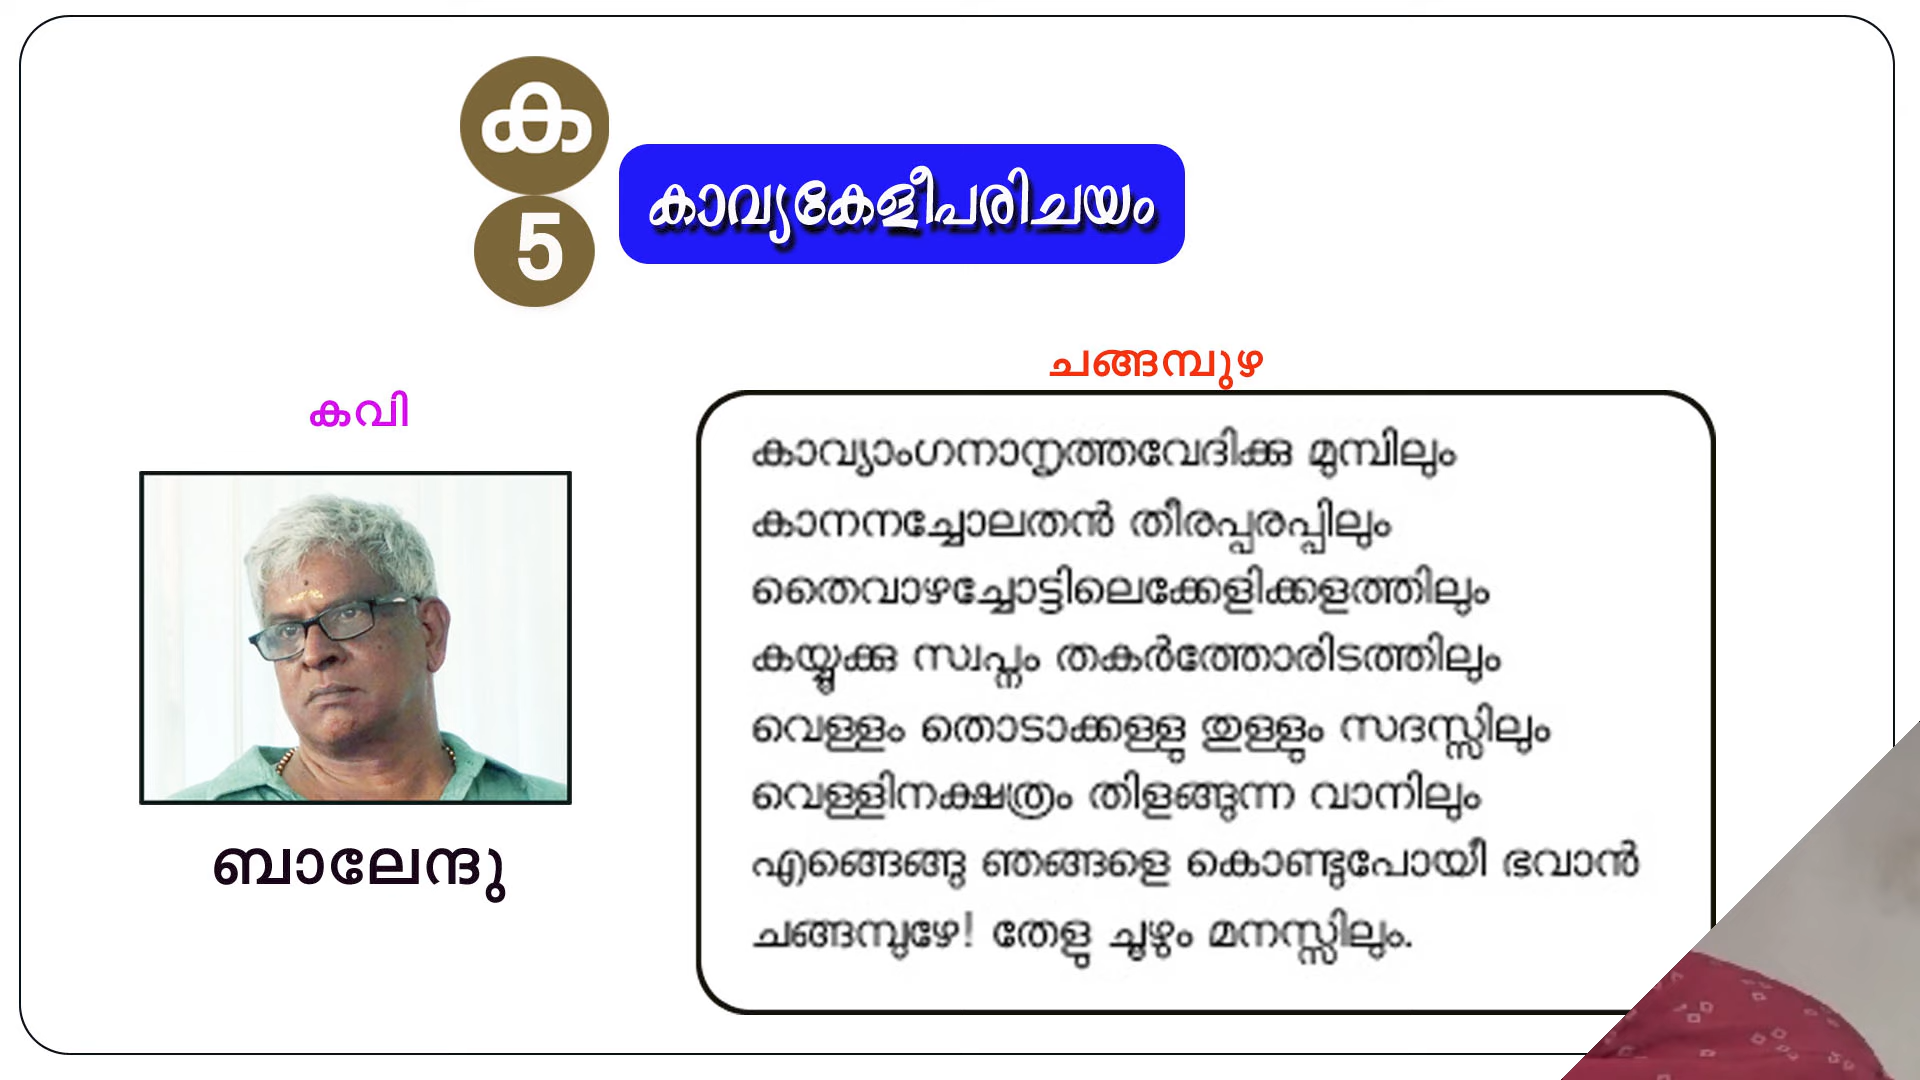 ക
5
കാവ്യകേളീപരിചയം
ചങ്ങമ്പുഴ
കവി
കാവ്യാംഗനാനൃത്തവേദിക്കു മുമ്പിലും
കാനനച്ചോലതൻ തീരപ്പരപ്പിലും
തൈവാഴച്ചോട്ടിലെക്കേളിക്കളത്തിലും
കയ്പ്പുക്കു സ്വപ്നം തകർത്തോരിടത്തിലും
വെള്ളം തൊടാക്കള്ളു തുള്ളും സദസ്സിലും
വെള്ളിനക്ഷത്രം തിളങ്ങുന്ന വാനിലും
എങ്ങെങ്ങു ഞങ്ങളെ കൊണ്ടുപോയീ ഭവാൻ
ചങ്ങമ്പുഴേ! തേളു ചൂഴും മനസ്സിലും.
ബാലേന്ദു